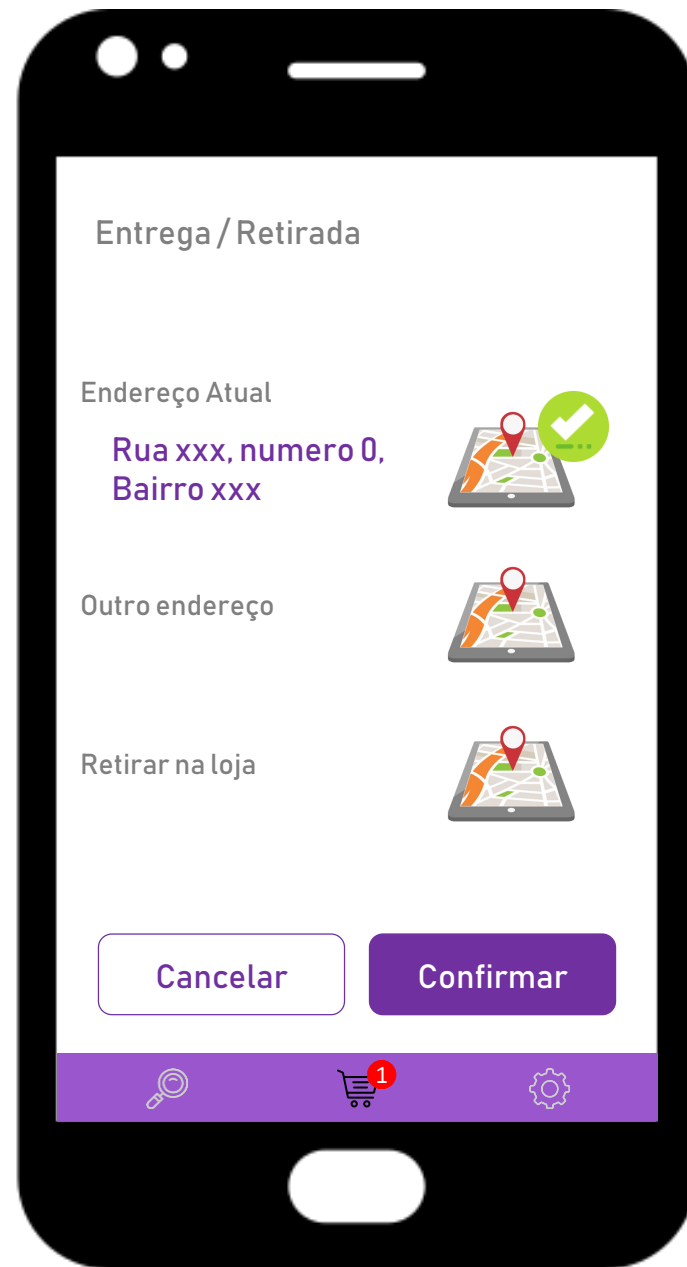 Entrega / Retirada
Endereço Atual
Rua xxx, numero 0,
Bairro xxx
Outro endereço
Retirar na loja
Cancelar
Confirmar
1